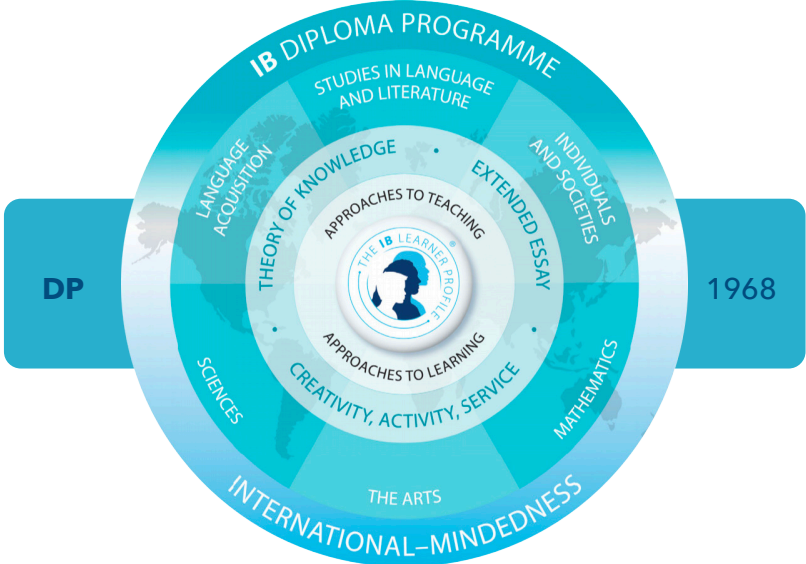 IB DIPLOMA PROGRAMME
STUDIES IN LANGUAGE
AND LITERATURE
LANGUAGE
ACQUISITION
INDIVIDUALS
AND SOCIETIES
THEORY OF KNOWLEDGE
•
EXTENDED ESSAY
APPROACHES TO TEACHING
THE IB LEARNER PROFILE
®
DP
1968
APPROACHES TO LEARNING
•
CREATIVITY, ACTIVITY, SERVICE
•
SCIENCES
MATHEMATICS
THE ARTS
INTERNATIONAL–MINDEDNESS